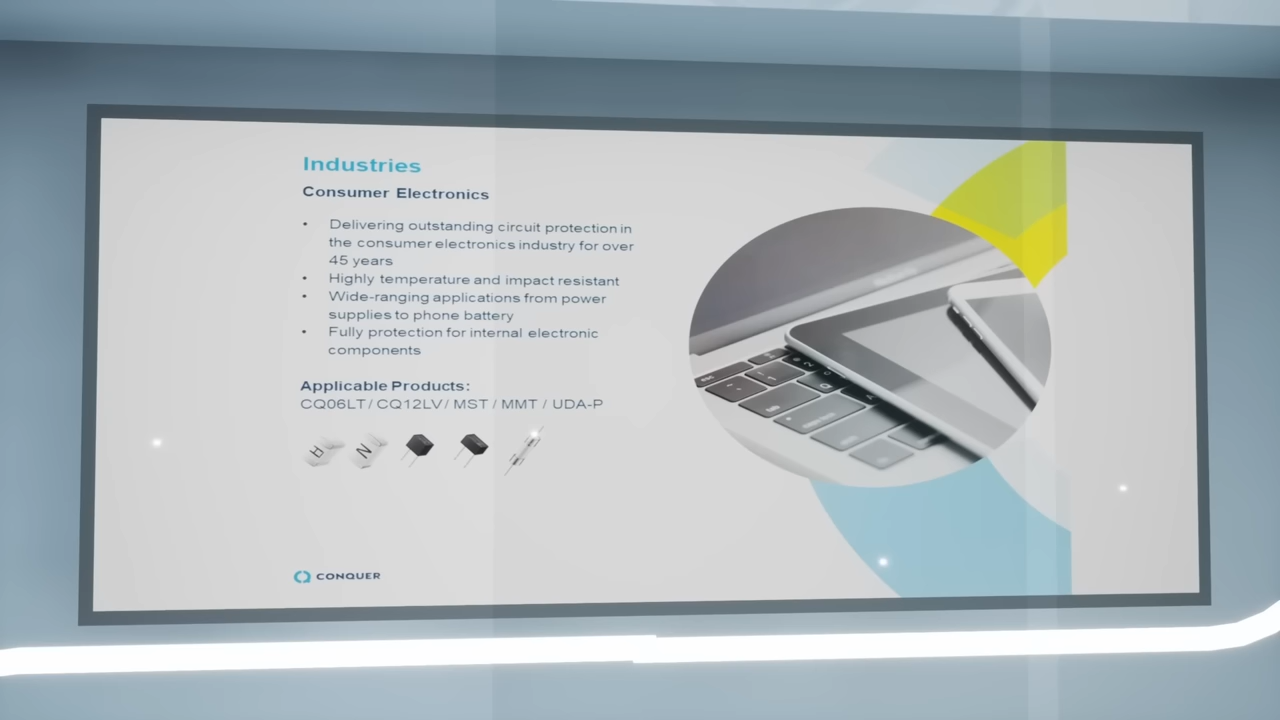 Industries
Consumer Electronics
• Delivering outstanding circuit protection in
the consumer electronics industry for over
45 years
• Highly temperature and impact resistant
• Wide-ranging applications from power
supplies to phone battery
• Fully protection for internal electronic
components
Applicable Products:
CQ06LT / CQ12LV / MST / MMT / UDA-P
H
N
CONQUER